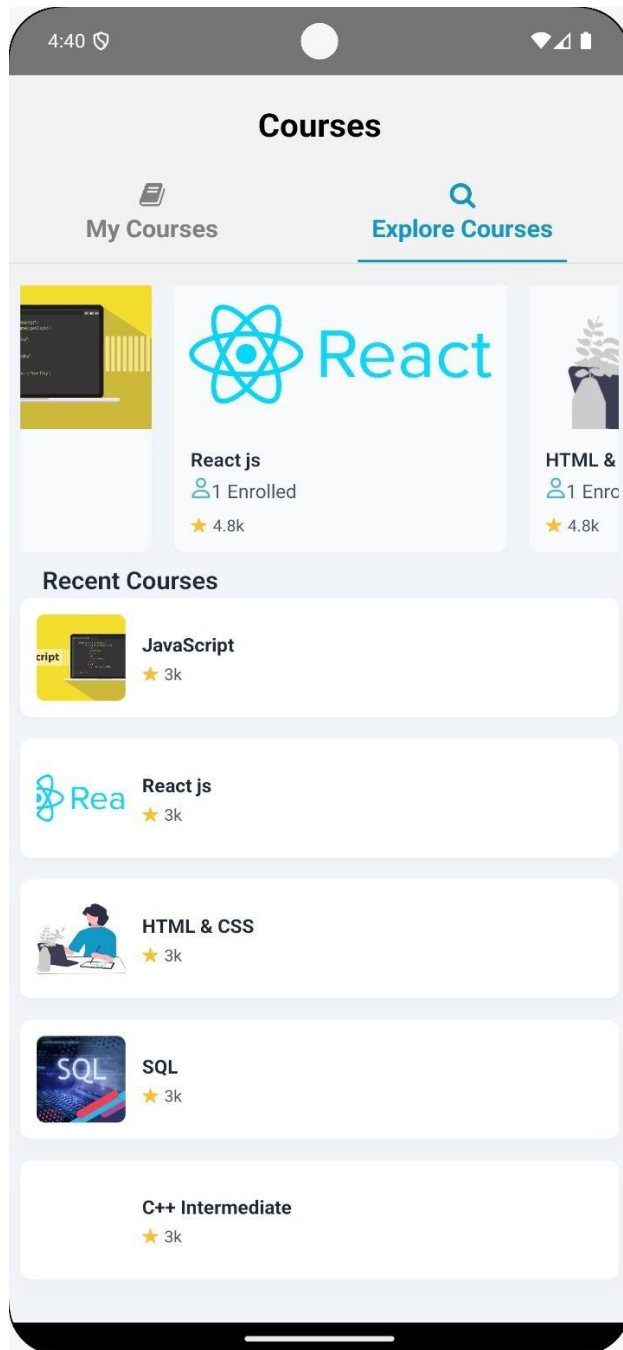 4:40
Courses
My Courses
Explore Courses
React
React js
1 Enrolled
4.8k
HTML &
1 Enro
4.8k
Recent Courses
cript
JavaScript
3k
Rea
React js
3k
HTML & CSS
3k
SQL
SQL
3k
C++ Intermediate
3k